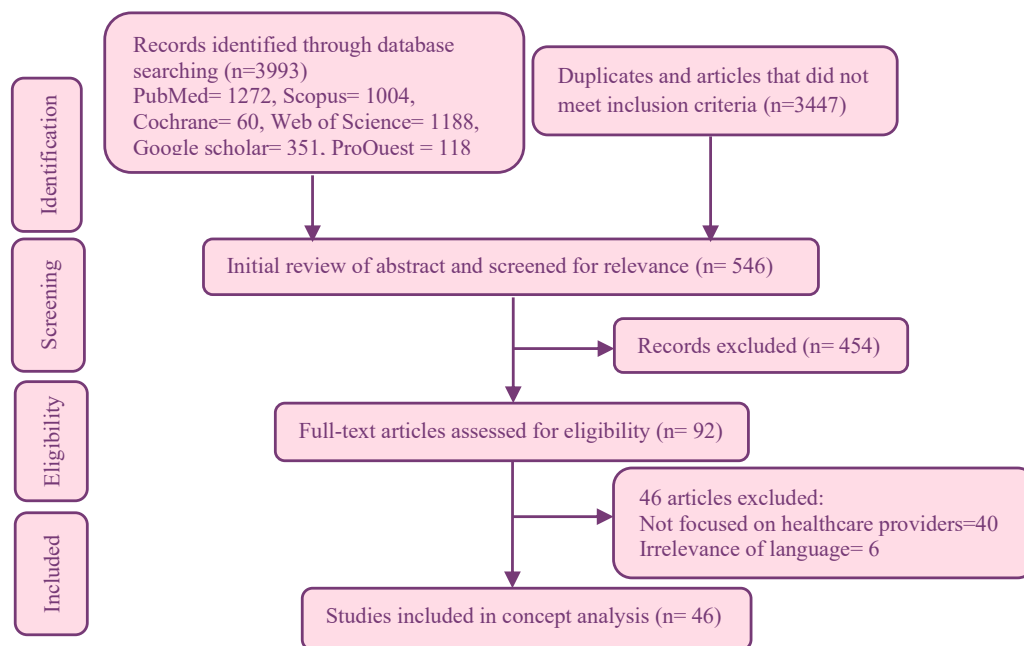 Records identified through database
searching (n=3993)
PubMed= 1272, Scopus= 1004,
Cochrane= 60, Web of Science= 1188,
Google scholar= 351, ProQuest = 118
Duplicates and articles that did not
meet inclusion criteria (n=3447)
Identification
Initial review of abstract and screened for relevance (n= 546)
Screening
Records excluded (n= 454)
Eligibility
Full-text articles assessed for eligibility (n= 92)
46 articles excluded:
Not focused on healthcare providers=40
Irrelevance of language= 6
Included
Studies included in concept analysis (n= 46)